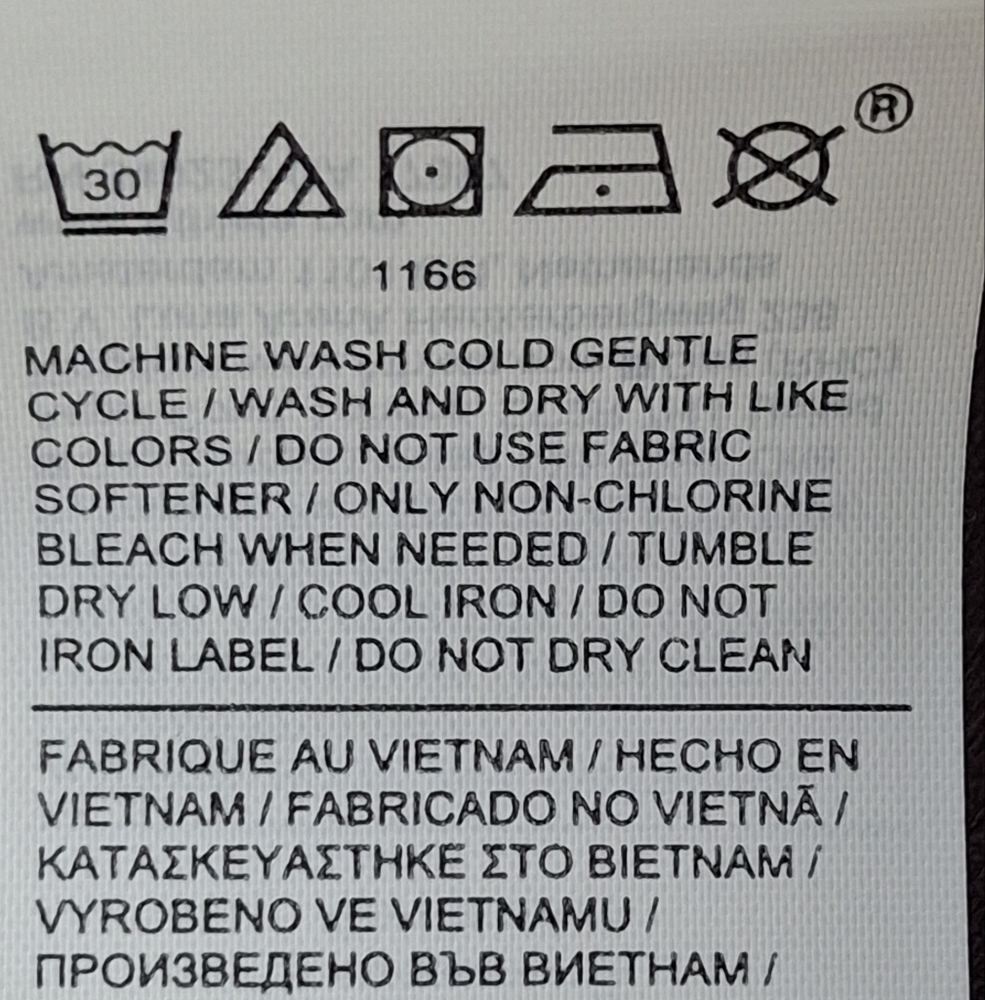 ®
30
1166
MACHINE WASH COLD GENTLE
CYCLE / WASH AND DRY WITH LIKE
COLORS / DO NOT USE FABRIC
SOFTENER / ONLY NON-CHLORINE
BLEACH WHEN NEEDED / TUMBLE
DRY LOW / COOL IRON / DO NOT
IRON LABEL / DO NOT DRY CLEAN
FABRIQUE AU VIETNAM / HECHO EN
VIETNAM / FABRICADO NO VIETNÃ /
ΚΑΤΑΣΚΕΥΑΣΤΗΚΕ ΣΤΟ ΒΙΕΤΝΑΜ /
VYROBENO VE VIETNAMU /
ПРОИЗВЕДЕНО ВЪВ ВИЕТНАМ /